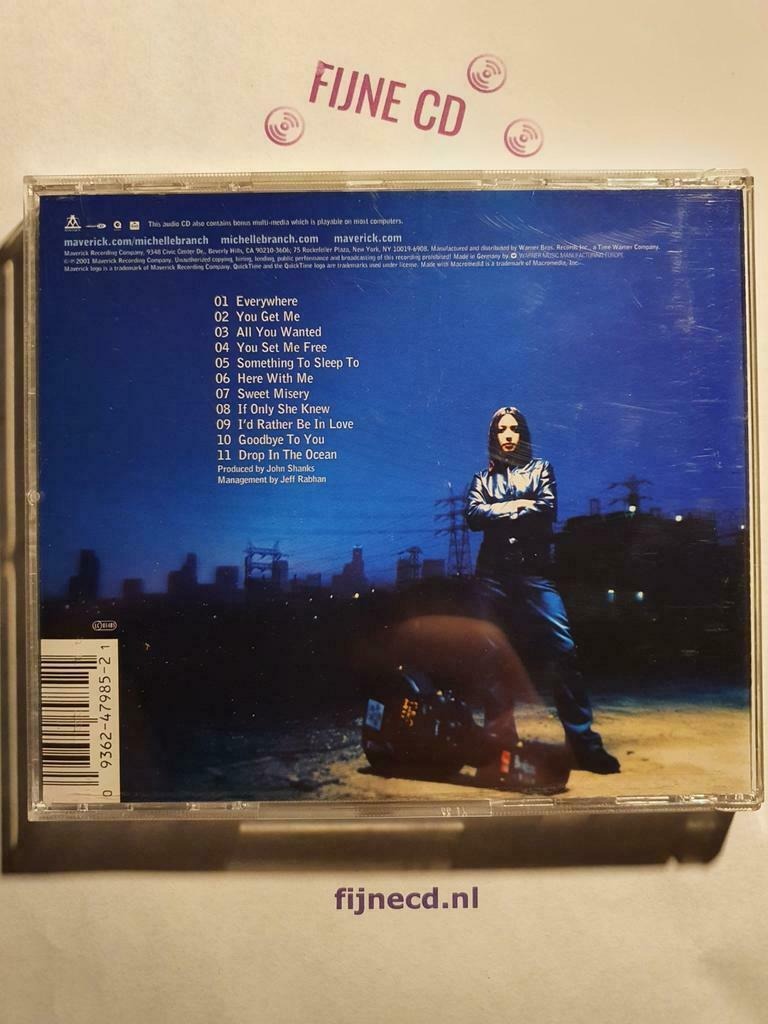 FIJNE CD
This audio CD also contains bonus multi-media which is playable on most computers.
maverick.com/michellebranch michellebranch.com maverick.com
Maverick Recording Company, 9348 Civic Center Dr., Beverly Hills, CA 90210-3606; 75 Rockefeller Plaza, New York, NY 10019-6908. Manufactured and distributed by Warner Bros. Records Inc., a Time Warner Company.
2001 Maverick Recording Company. Unauthorized copying, hiring, lending, public performance and broadcasting of this recording prohibited! Made in Germany by WARNER MUSIC MANUFACTURING EUROPE
Maverick logo is a trademark of Maverick Recording Company. QuickTime and the QuickTime logo are trademarks used under license. Made with Macromedia is a trademark of Macromedia, Inc.
01 Everywhere
02 You Get Me
03 All You Wanted
04 You Set Me Free
05 Something To Sleep To
06 Here With Me
07 Sweet Misery
08 If Only She Knew
09 I'd Rather Be In Love
10 Goodbye To You
11 Drop In The Ocean
Produced by John Shanks
Management by Jeff Rabhan
0 9362-47985-2 1
fijnecd.nl